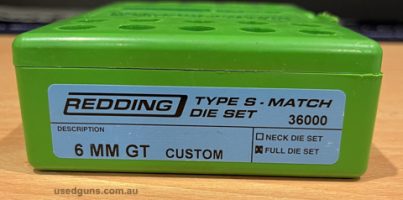 REDDING
TYPE S - MATCH
DIE SET
36000
DESCRIPTION
6 MM GT CUSTOM
NECK DIE SET
FULL DIE SET
usedguns.com.au